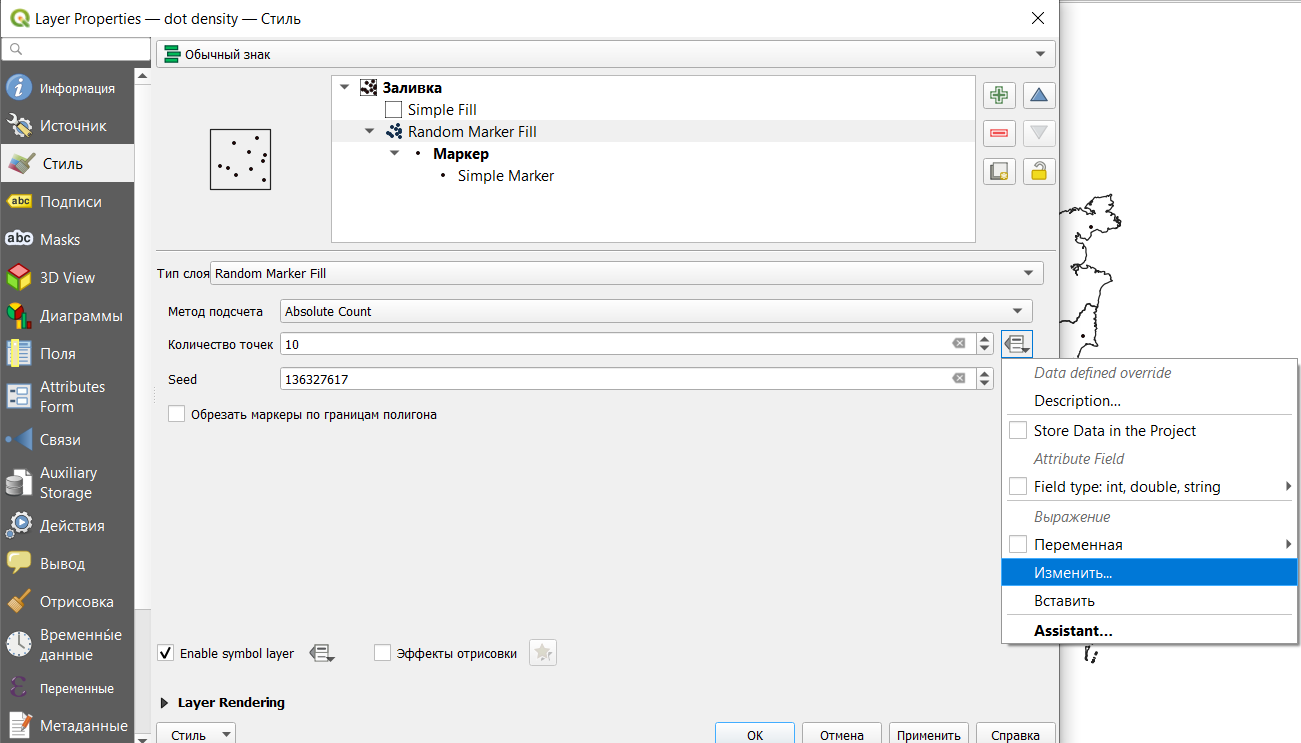 Layer Properties — dot density — Стиль
Обычный знак
Информация
Источник
Стиль
Подписи
abc
Masks
abc
3D View
Диаграммы
Поля
Attributes
Form
Связи
Auxiliary
Storage
Действия
Вывод
Отрисовка
Временны́е
данные
Переменные
Метаданные
Заливка
Simple Fill
Random Marker Fill
Маркер
Simple Marker
Тип слоя
Random Marker Fill
Метод подсчета
Absolute Count
Количество точек
10
Seed
136327617
Обрезать маркеры по границам полигона
Data defined override
Description...
Store Data in the Project
Attribute Field
Field type: int, double, string
Выражение
Переменная
Изменить...
Вставить
Assistant...
Enable symbol layer
Эффекты отрисовки
Layer Rendering
Стиль
OK
Отмена
Применить
Справка